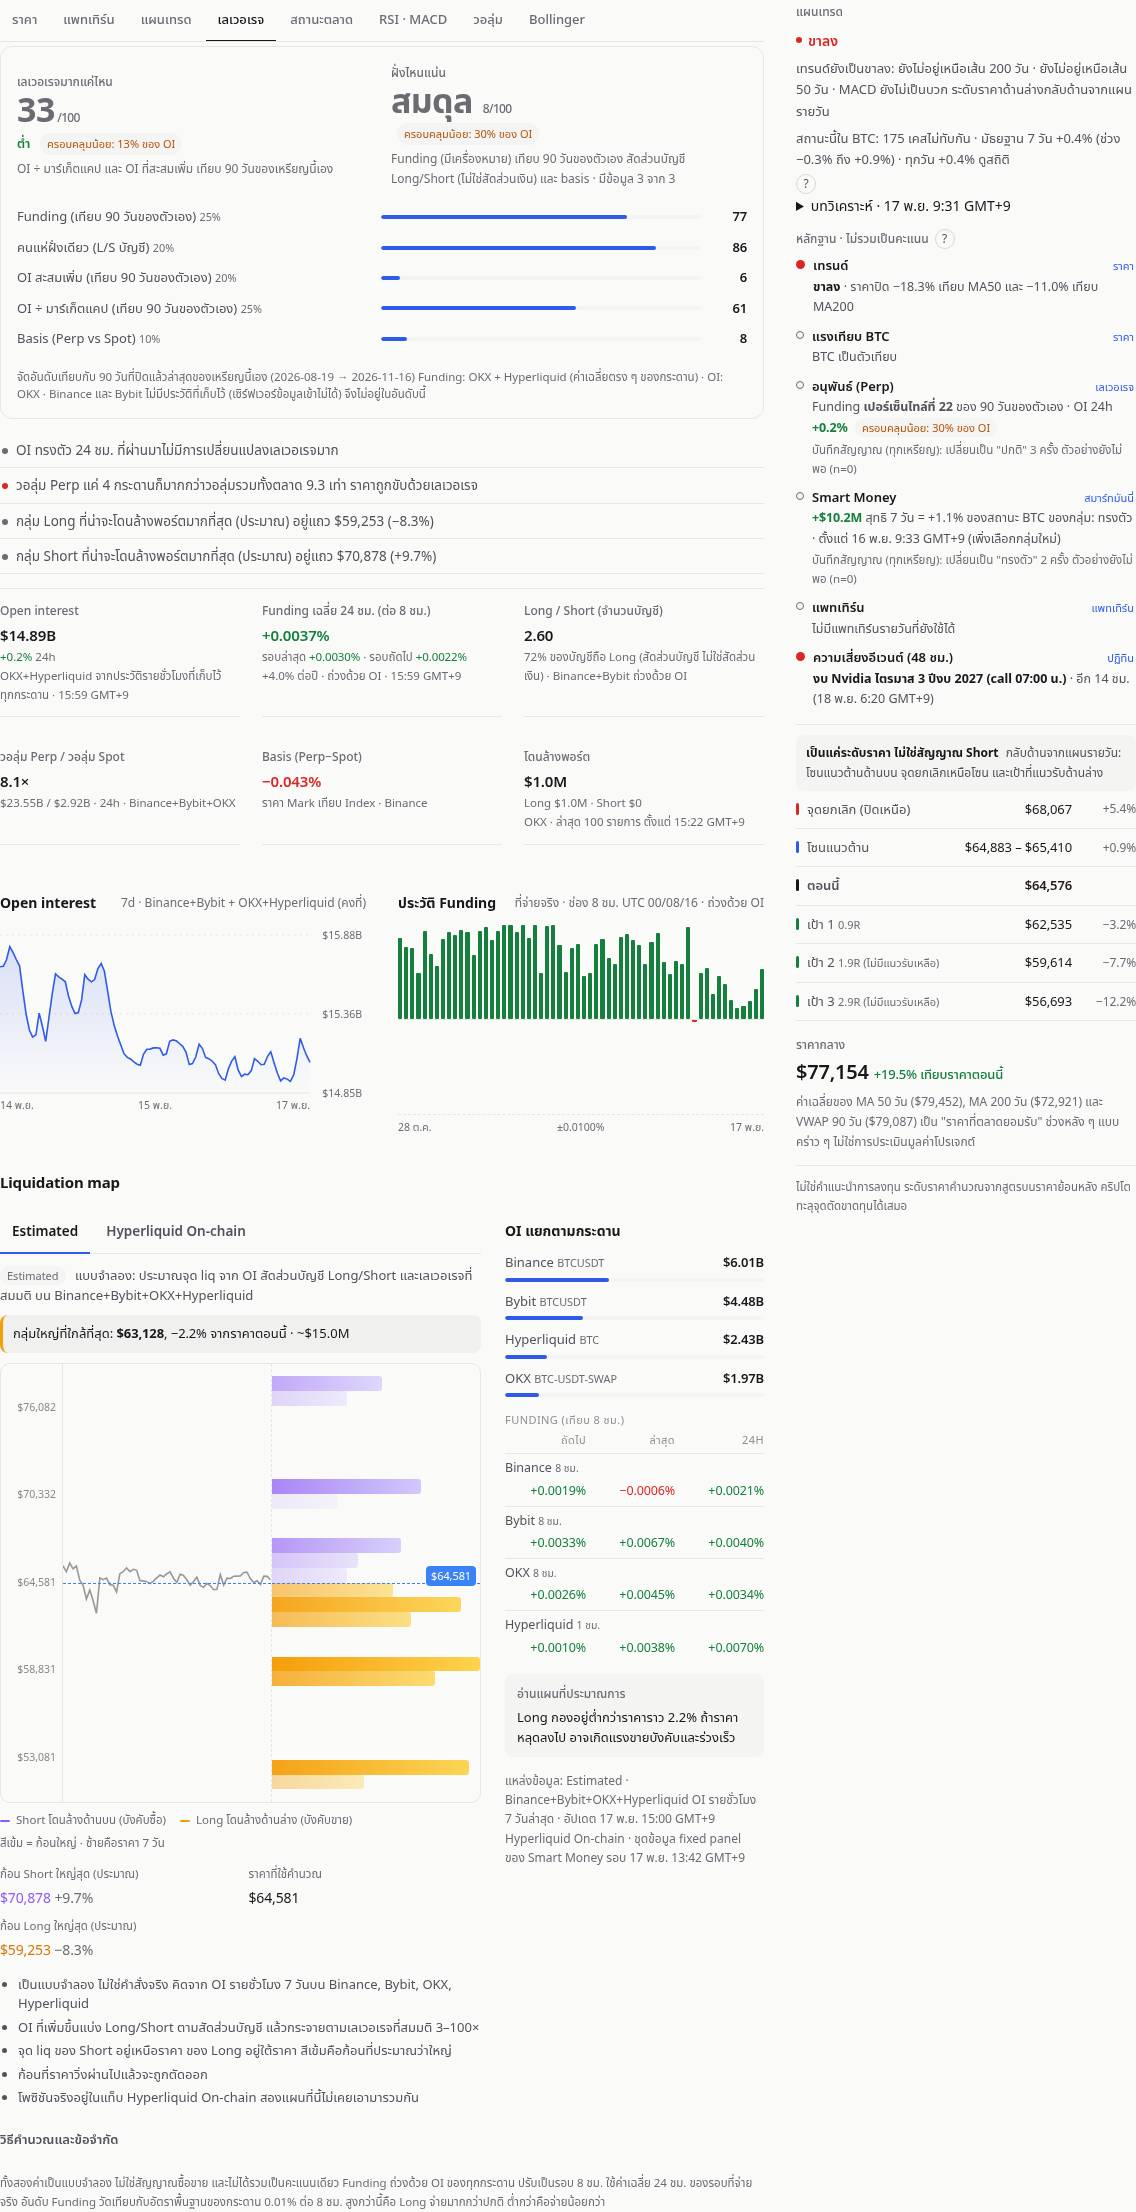 ราคา แพทเทิร์น แผนเทรด เลเวอเรจ สถานะตลาด RSI · MACD วอลุ่ม Bollinger
เลเวอเรจมากแค่ไหน
33 /100
ต่ำ ครอบคลุมน้อย: 13% ของ OI
OI ÷ มาร์เก็ตแคป และ OI ที่สะสมเพิ่ม เทียบ 90 วันของเหรียญนี้เอง
ฝั่งไหนแน่น
สมดุล 8/100
ครอบคลุมน้อย: 30% ของ OI
Funding (มีเครื่องหมาย) เทียบ 90 วันของตัวเอง สัดส่วนบัญชี
Long/Short (ไม่ใช่สัดส่วนเงิน) และ basis · มีข้อมูล 3 จาก 3
Funding (เทียบ 90 วันของตัวเอง) 25% 77
คนแห่ฝั่งเดียว (L/S บัญชี) 20% 86
OI สะสมเพิ่ม (เทียบ 90 วันของตัวเอง) 20% 6
OI ÷ มาร์เก็ตแคป (เทียบ 90 วันของตัวเอง) 25% 61
Basis (Perp vs Spot) 10% 8
จัดอันดับเทียบกับ 90 วันที่ปิดแล้วล่าสุดของเหรียญนี้เอง (2026-08-19 → 2026-11-16) Funding: OKX + Hyperliquid (ค่าเฉลี่ยตรง ๆ ของกระดาน) · OI:
OKX · Binance และ Bybit ไม่มีประวัติที่เก็บไว้ (เซิร์ฟเวอร์ข้อมูลเข้าไม่ได้) จึงไม่อยู่ในอันดับนี้
OI ทรงตัว 24 ชม. ที่ผ่านมาไม่มีการเปลี่ยนแปลงเลเวอเรจมาก
วอลุ่ม Perp แค่ 4 กระดานก็มากกว่าวอลุ่มรวมทั้งตลาด 9.3 เท่า ราคาถูกขับด้วยเลเวอเรจ
กลุ่ม Long ที่น่าจะโดนล้างพอร์ตมากที่สุด (ประมาณ) อยู่แถว $59,253 (−8.3%)
กลุ่ม Short ที่น่าจะโดนล้างพอร์ตมากที่สุด (ประมาณ) อยู่แถว $70,878 (+9.7%)
Open interest
$14.89B
+0.2% 24h
OKX+Hyperliquid จากประวัติรายชั่วโมงที่เก็บไว้
ทุกกระดาน · 15:59 GMT+9
Funding เฉลี่ย 24 ชม. (ต่อ 8 ชม.)
+0.0037%
รอบล่าสุด +0.0030% · รอบถัดไป +0.0022%
+4.0% ต่อปี · ถ่วงด้วย OI · 15:59 GMT+9
Long / Short (จำนวนบัญชี)
2.60
72% ของบัญชีถือ Long (สัดส่วนบัญชี ไม่ใช่สัดส่วน
เงิน) · Binance+Bybit ถ่วงด้วย OI
วอลุ่ม Perp / วอลุ่ม Spot
8.1×
$23.55B / $2.92B · 24h · Binance+Bybit+OKX
Basis (Perp−Spot)
−0.043%
ราคา Mark เทียบ Index · Binance
โดนล้างพอร์ต
$1.0M
Long $1.0M · Short $0
OKX · ล่าสุด 100 รายการ ตั้งแต่ 15:22 GMT+9
Open interest 7d · Binance+Bybit + OKX+Hyperliquid (คงที่)
$15.88B
$15.36B
$14.85B
14 พ.ย. 15 พ.ย. 17 พ.ย.
ประวัติ Funding ที่จ่ายจริง · ช่อง 8 ชม. UTC 00/08/16 · ถ่วงด้วย OI
28 ต.ค. ±0.0100% 17 พ.ย.
Liquidation map
Estimated Hyperliquid On-chain
Estimated แบบจำลอง: ประมาณจุด liq จาก OI สัดส่วนบัญชี Long/Short และเลเวอเรจที่
สมมติ บน Binance+Bybit+OKX+Hyperliquid
กลุ่มใหญ่ที่ใกล้ที่สุด: $63,128, −2.2% จากราคาตอนนี้ · ~$15.0M
$76,082
$70,332
$64,581 $64,581
$58,831
$53,081
Short โดนล้างด้านบน (บังคับซื้อ) Long โดนล้างด้านล่าง (บังคับขาย)
สีเข้ม = ก้อนใหญ่ · ซ้ายคือราคา 7 วัน
ก้อน Short ใหญ่สุด (ประมาณ) ราคาที่ใช้คำนวณ
$70,878 +9.7% $64,581
ก้อน Long ใหญ่สุด (ประมาณ)
$59,253 −8.3%
เป็นแบบจำลอง ไม่ใช่คำสั่งจริง คิดจาก OI รายชั่วโมง 7 วันบน Binance, Bybit, OKX,
Hyperliquid
OI ที่เพิ่มขึ้นแบ่ง Long/Short ตามสัดส่วนบัญชี แล้วกระจายตามเลเวอเรจที่สมมติ 3–100×
จุด liq ของ Short อยู่เหนือราคา ของ Long อยู่ใต้ราคา สีเข้มคือก้อนที่ประมาณว่าใหญ่
ก้อนที่ราคาวิ่งผ่านไปแล้วจะถูกตัดออก
โพซิชันจริงอยู่ในแท็บ Hyperliquid On-chain สองแผนที่นี้ไม่เคยเอามารวมกัน
OI แยกตามกระดาน
Binance BTCUSDT $6.01B
Bybit BTCUSDT $4.48B
Hyperliquid BTC $2.43B
OKX BTC-USDT-SWAP $1.97B
FUNDING (เทียบ 8 ชม.)
ถัดไป ล่าสุด 24H
Binance 8 ชม.
+0.0019% −0.0006% +0.0021%
Bybit 8 ชม.
+0.0033% +0.0067% +0.0040%
OKX 8 ชม.
+0.0026% +0.0045% +0.0034%
Hyperliquid 1 ชม.
+0.0010% +0.0038% +0.0070%
อ่านแผนที่ประมาณการ
Long กองอยู่ต่ำกว่าราคาราว 2.2% ถ้าราคา
หลุดลงไป อาจเกิดแรงขายบังคับและร่วงเร็ว
แหล่งข้อมูล: Estimated ·
Binance+Bybit+OKX+Hyperliquid OI รายชั่วโมง
7 วันล่าสุด · อัปเดต 17 พ.ย. 15:00 GMT+9
Hyperliquid On-chain · ชุดข้อมูล fixed panel
ของ Smart Money รอบ 17 พ.ย. 13:42 GMT+9
วิธีคำนวณและข้อจำกัด
ทั้งสองค่าเป็นแบบจำลอง ไม่ใช่สัญญาณซื้อขาย และไม่ได้รวมเป็นคะแนนเดียว Funding ถ่วงด้วย OI ของทุกกระดาน ปรับเป็นรอบ 8 ชม. ใช้ค่าเฉลี่ย 24 ชม. ของรอบที่จ่าย
จริง อันดับ Funding วัดเทียบกับอัตราพื้นฐานของกระดาน 0.01% ต่อ 8 ชม. สูงกว่านี้คือ Long จ่ายมากกว่าปกติ ต่ำกว่าคือจ่ายน้อยกว่า
แผนเทรด
ขาลง
เทรนด์ยังเป็นขาลง: ยังไม่อยู่เหนือเส้น 200 วัน · ยังไม่อยู่เหนือเส้น
50 วัน · MACD ยังไม่เป็นบวก ระดับราคาด้านล่างกลับด้านจากแผน
รายวัน
สถานะนี้ใน BTC: 175 เคสไม่ทับกัน · มัธยฐาน 7 วัน +0.4% (ช่วง
−0.3% ถึง +0.9%) · ทุกวัน +0.4% ดูสถิติ
?
▶ บทวิเคราะห์ · 17 พ.ย. 9:31 GMT+9
หลักฐาน · ไม่รวมเป็นคะแนน ?
เทรนด์ ราคา
ขาลง · ราคาปิด −18.3% เทียบ MA50 และ −11.0% เทียบ
MA200
แรงเทียบ BTC ราคา
BTC เป็นตัวเทียบ
อนุพันธ์ (Perp) เลเวอเรจ
Funding เปอร์เซ็นไทล์ที่ 22 ของ 90 วันของตัวเอง · OI 24h
+0.2% ครอบคลุมน้อย: 30% ของ OI
บันทึกสัญญาณ (ทุกเหรียญ): เปลี่ยนเป็น "ปกติ" 3 ครั้ง ตัวอย่างยังไม่
พอ (n=0)
Smart Money สมาร์ทมันนี่
+$10.2M สุทธิ 7 วัน = +1.1% ของสถานะ BTC ของกลุ่ม: ทรงตัว
· ตั้งแต่ 16 พ.ย. 9:33 GMT+9 (เพิ่งเลือกกลุ่มใหม่)
บันทึกสัญญาณ (ทุกเหรียญ): เปลี่ยนเป็น "ทรงตัว" 2 ครั้ง ตัวอย่างยังไม่
พอ (n=0)
แพทเทิร์น แพทเทิร์น
ไม่มีแพทเทิร์นรายวันที่ยังใช้ได้
ความเสี่ยงอีเวนต์ (48 ชม.) ปฏิทิน
งบ Nvidia ไตรมาส 3 ปีงบ 2027 (call 07:00 น.) · อีก 14 ชม.
(18 พ.ย. 6:20 GMT+9)
เป็นแค่ระดับราคา ไม่ใช่สัญญาณ Short กลับด้านจากแผนรายวัน:
โซนแนวต้านด้านบน จุดยกเลิกเหนือโซน และเป้าที่แนวรับด้านล่าง
จุดยกเลิก (ปิดเหนือ) $68,067 +5.4%
โซนแนวต้าน $64,883 – $65,410 +0.9%
ตอนนี้ $64,576
เป้า 1 0.9R $62,535 −3.2%
เป้า 2 1.9R (ไม่มีแนวรับเหลือ) $59,614 −7.7%
เป้า 3 2.9R (ไม่มีแนวรับเหลือ) $56,693 −12.2%
ราคากลาง
$77,154 +19.5% เทียบราคาตอนนี้
ค่าเฉลี่ยของ MA 50 วัน ($79,452), MA 200 วัน ($72,921) และ
VWAP 90 วัน ($79,087) เป็น "ราคาที่ตลาดยอมรับ" ช่วงหลัง ๆ แบบ
คร่าว ๆ ไม่ใช่การประเมินมูลค่าโปรเจกต์
ไม่ใช่คำแนะนำการลงทุน ระดับราคาคำนวณจากสูตรบนราคาย้อนหลัง คริปโต
ทะลุจุดตัดขาดทุนได้เสมอ